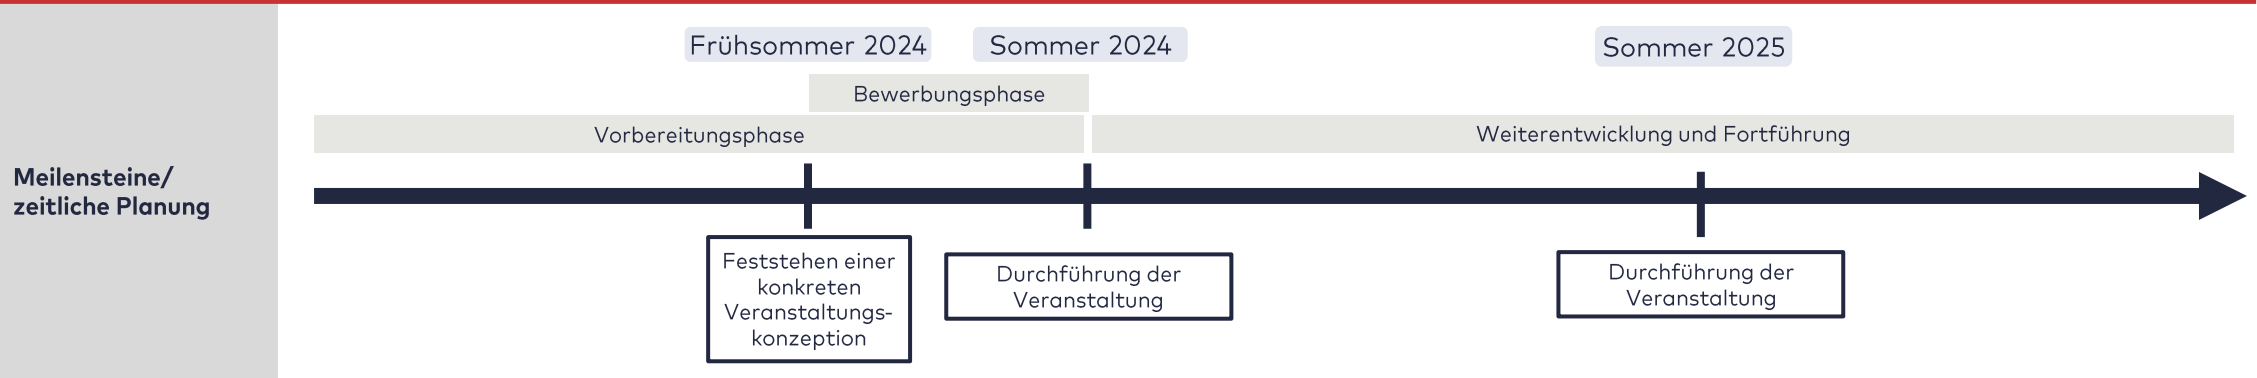 Meilensteine/
zeitliche Planung
Frühsommer 2024
Sommer 2024
Sommer 2025
Bewerbungsphase
Vorbereitungsphase
Weiterentwicklung und Fortführung
Feststehen einer
konkreten
Veranstaltungs-
konzeption
Durchführung der
Veranstaltung
Durchführung der
Veranstaltung